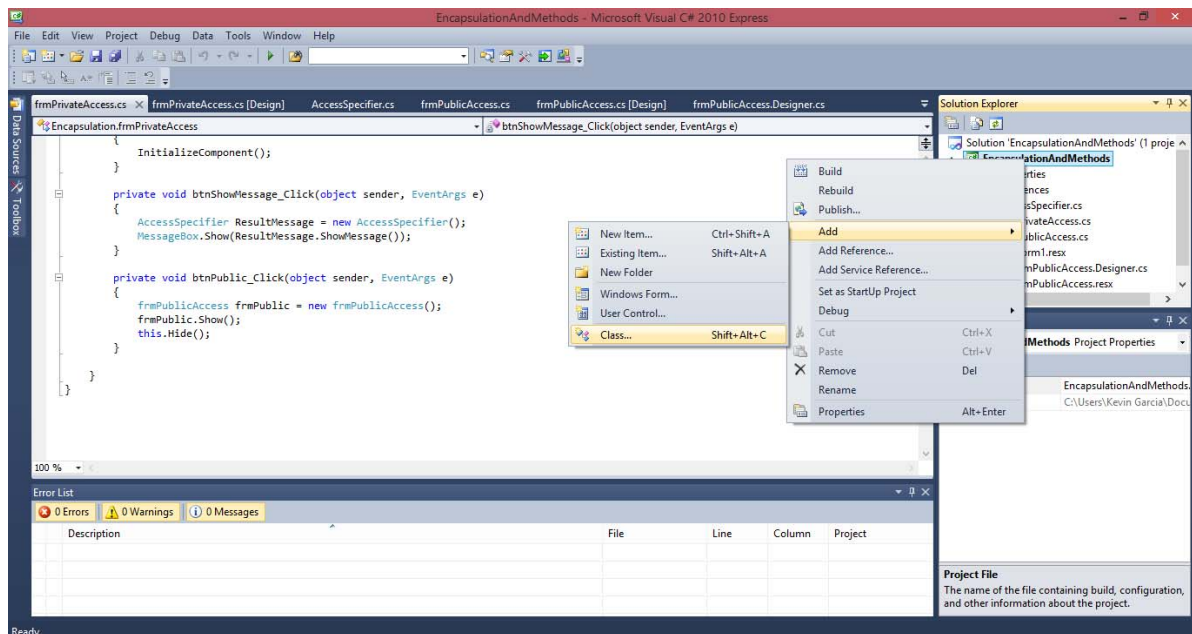 EncapsulationAndMethods - Microsoft Visual C# 2010 Express
File Edit View Project Debug Data Tools Window Help
frmPrivateAccess.cs frmPrivateAccess.cs [Design] AccessSpecifier.cs frmPublicAccess.cs frmPublicAccess.cs [Design] frmPublicAccess.Designer.cs
Encapsulation.frmPrivateAccess btnShowMessage_Click(object sender, EventArgs e)
Data Sources
Toolbox
{
InitializeComponent();
}
private void btnShowMessage_Click(object sender, EventArgs e)
{
AccessSpecifier ResultMessage = new AccessSpecifier();
MessageBox.Show(ResultMessage.ShowMessage());
}
private void btnPublic_Click(object sender, EventArgs e)
{
frmPublicAccess frmPublic = new frmPublicAccess();
frmPublic.Show();
this.Hide();
}
}
}
100 %
New Item... Ctrl+Shift+A
Existing Item... Shift+Alt+A
New Folder
Windows Form...
User Control...
Class... Shift+Alt+C
Build
Rebuild
Publish...
Add
Add Reference...
Add Service Reference...
Set as StartUp Project
Debug
Cut Ctrl+X
Paste Ctrl+V
Remove Del
Rename
Properties Alt+Enter
Solution Explorer
Solution 'EncapsulationAndMethods' (1 proje
EncapsulationAndMethods
erties
ences
sSpecifier.cs
ivateAccess.cs
blicAccess.cs
rm1.resx
mPublicAccess.Designer.cs
mPublicAccess.resx
dMethods Project Properties
EncapsulationAndMethods.
C:\Users\Kevin Garcia\Docu
Project File
The name of the file containing build, configuration,
and other information about the project.
Error List
0 Errors 0 Warnings 0 Messages
Description File Line Column Project
Ready